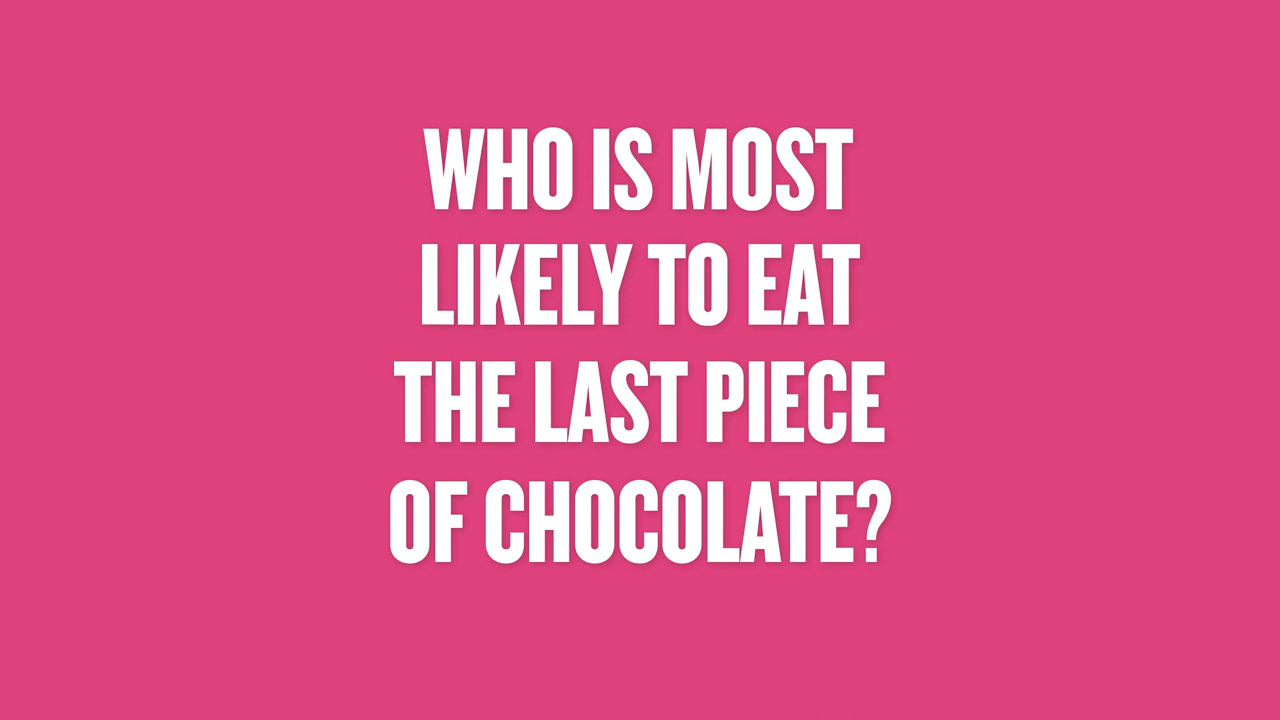 WHO IS MOST
LIKELY TO EAT
THE LAST PIECE
OF CHOCOLATE?